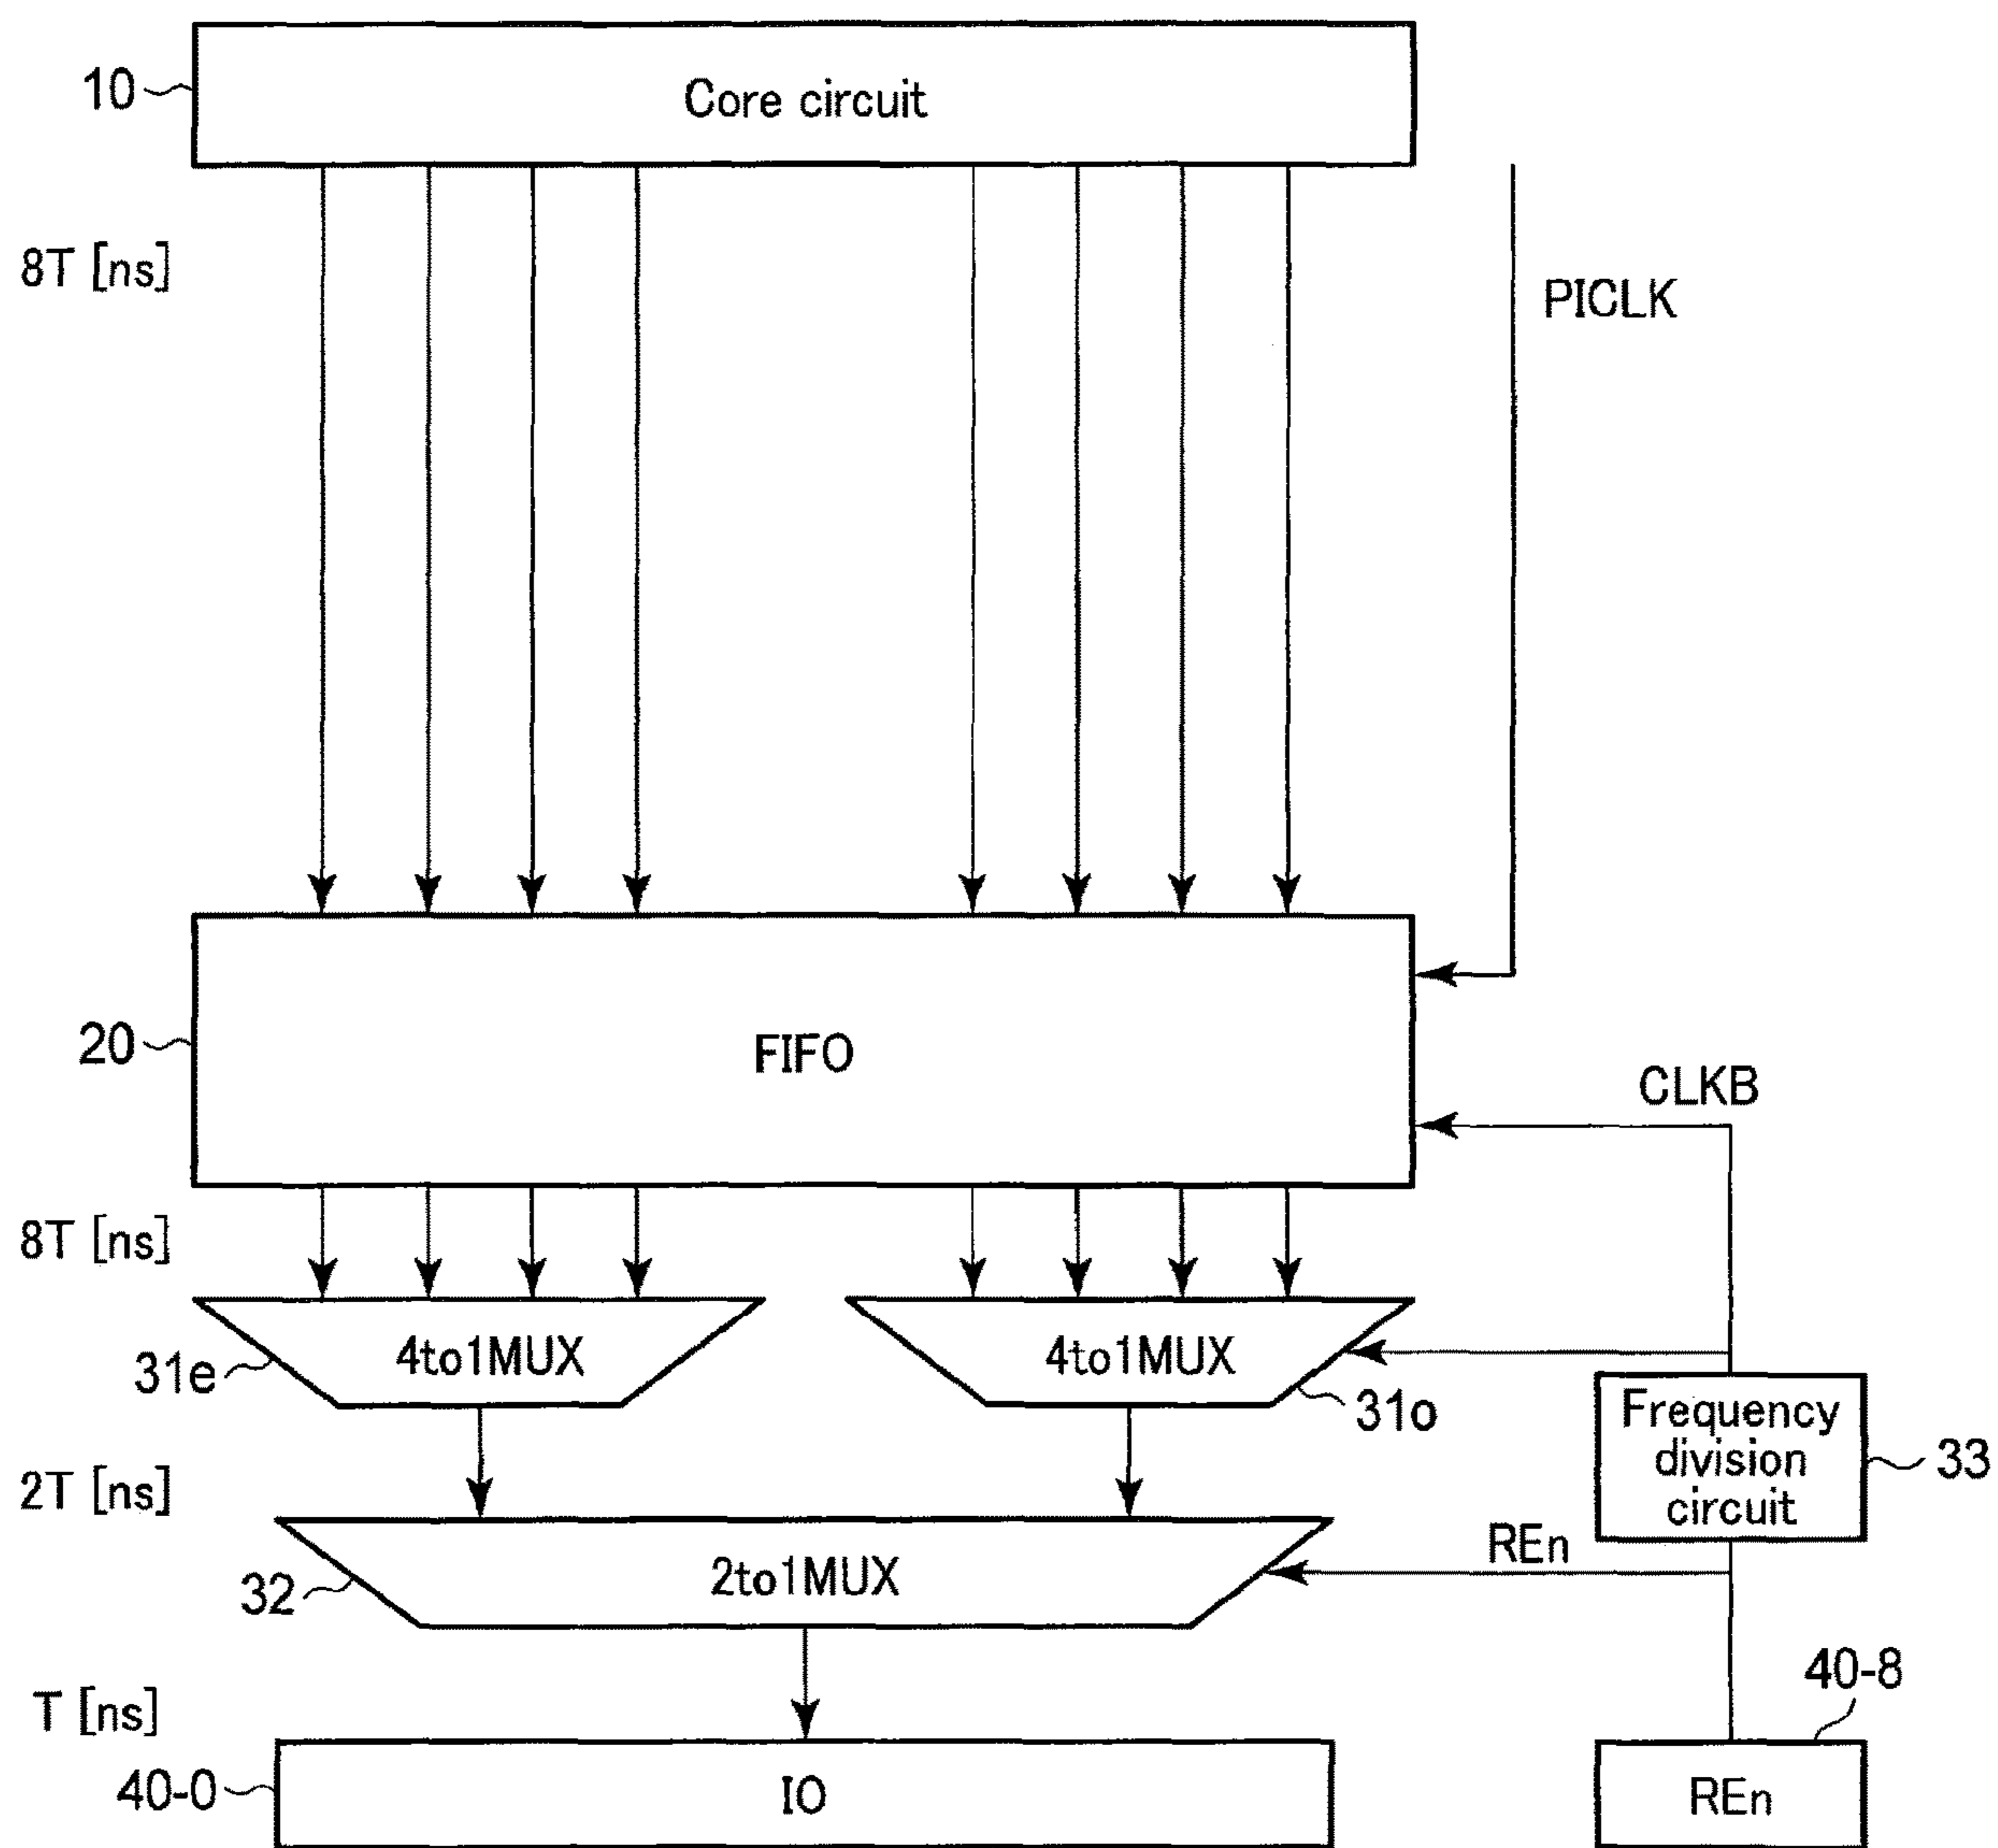 10
Core circuit
8T [ns]
PICLK
20
FIFO
CLKB
8T [ns]
31e
4to1MUX
4to1MUX
31o
Frequency
division
circuit
33
2T [ns]
32
2to1MUX
REn
40-8
T [ns]
40-0
IO
REn